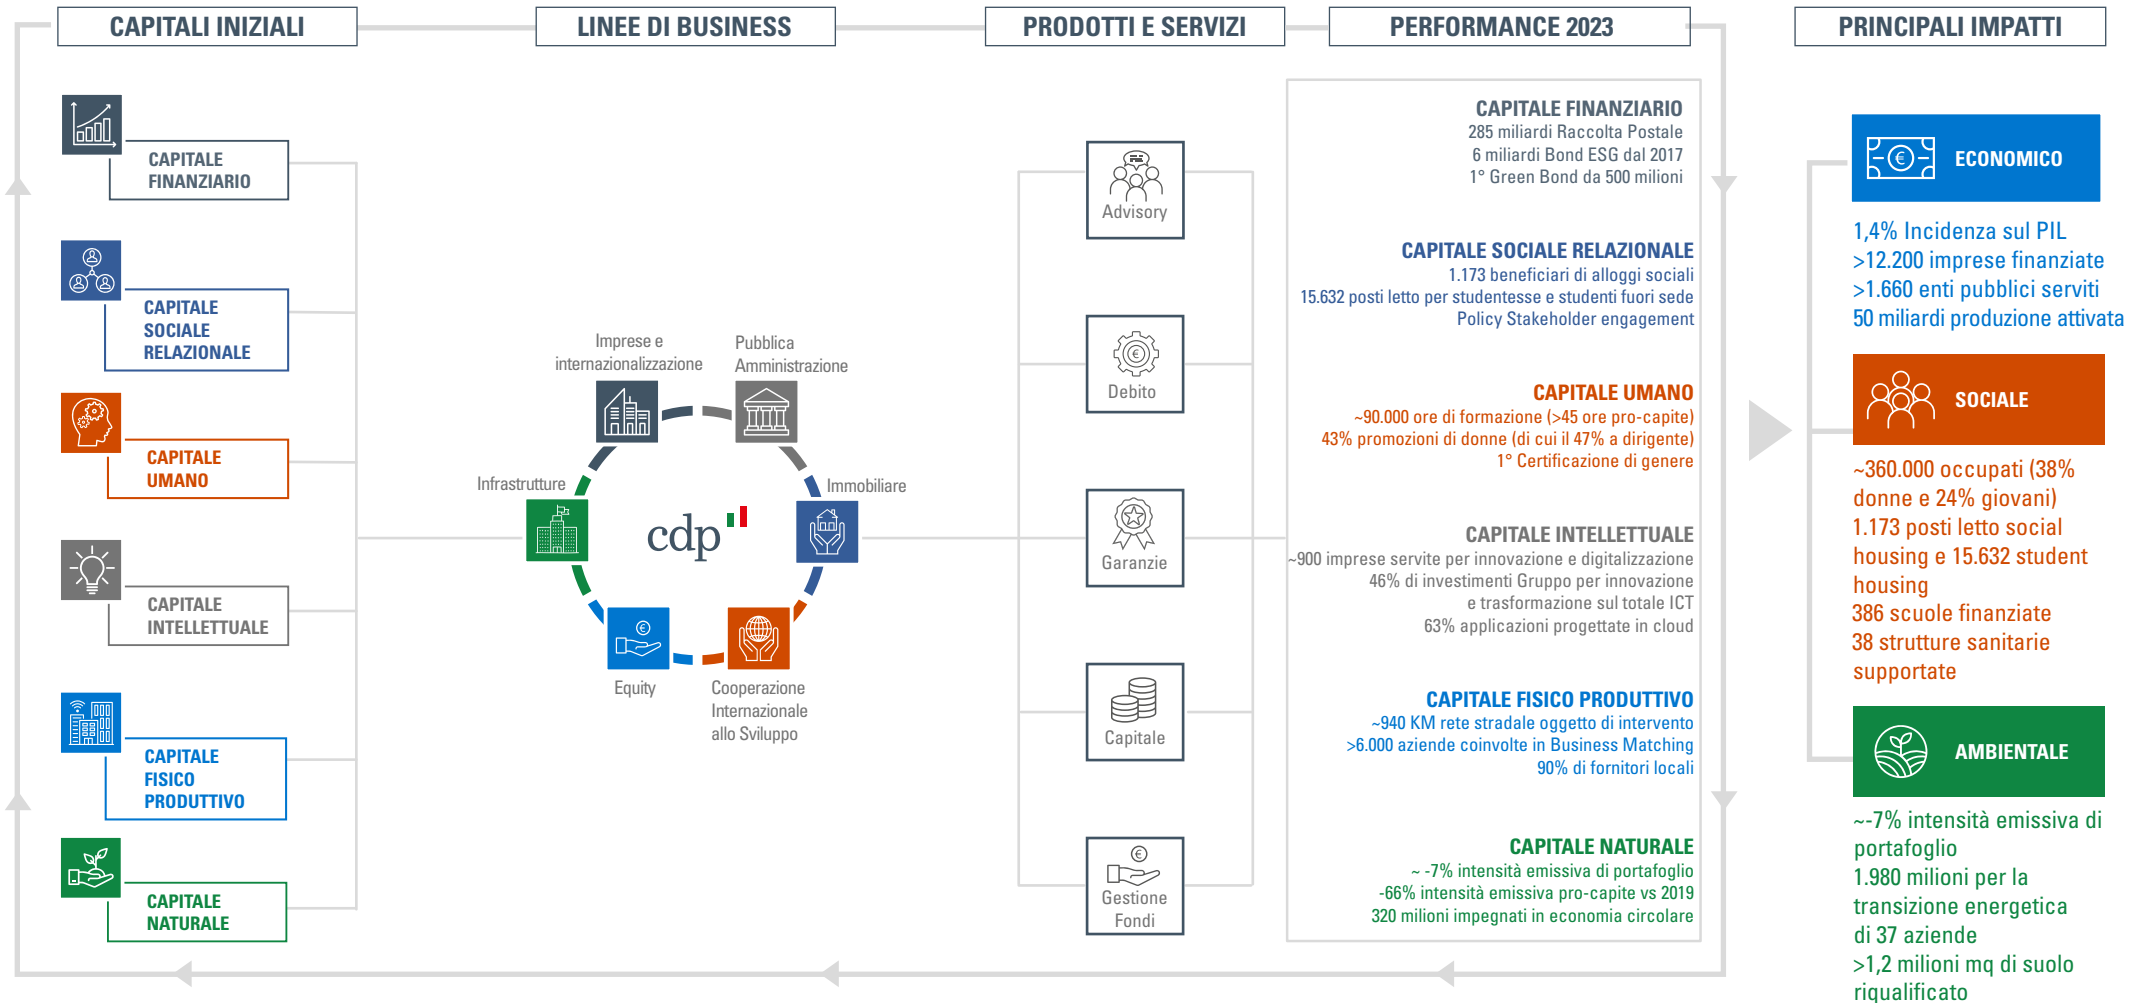 CAPITALI INIZIALI
LINEE DI BUSINESS
PRODOTTI E SERVIZI
PERFORMANCE 2023
PRINCIPALI IMPATTI
CAPITALE
FINANZIARIO
CAPITALE
SOCIALE
RELAZIONALE
CAPITALE
UMANO
CAPITALE
INTELLETTUALE
CAPITALE
FISICO
PRODUTTIVO
CAPITALE
NATURALE
Imprese e
internazionalizzazione
Pubblica
Amministrazione
Infrastrutture
Immobiliare
cdp
Equity
Cooperazione
Internazionale
allo Sviluppo
Advisory
Debito
Garanzie
Capitale
Gestione
Fondi
CAPITALE FINANZIARIO
285 miliardi Raccolta Postale
6 miliardi Bond ESG dal 2017
1° Green Bond da 500 milioni
CAPITALE SOCIALE RELAZIONALE
1.173 beneficiari di alloggi sociali
15.632 posti letto per studentesse e studenti fuori sede
Policy Stakeholder engagement
CAPITALE UMANO
~90.000 ore di formazione (>45 ore pro-capite)
43% promozioni di donne (di cui il 47% a dirigente)
1° Certificazione di genere
CAPITALE INTELLETTUALE
~900 imprese servite per innovazione e digitalizzazione
46% di investimenti Gruppo per innovazione
e trasformazione sul totale ICT
63% applicazioni progettate in cloud
CAPITALE FISICO PRODUTTIVO
~940 KM rete stradale oggetto di intervento
>6.000 aziende coinvolte in Business Matching
90% di fornitori locali
CAPITALE NATURALE
~ -7% intensità emissiva di portafoglio
-66% intensità emissiva pro-capite vs 2019
320 milioni impegnati in economia circolare
ECONOMICO
1,4% Incidenza sul PIL
>12.200 imprese finanziate
>1.660 enti pubblici serviti
50 miliardi produzione attivata
SOCIALE
~360.000 occupati (38%
donne e 24% giovani)
1.173 posti letto social
housing e 15.632 student
housing
386 scuole finanziate
38 strutture sanitarie
supportate
AMBIENTALE
~-7% intensità emissiva di
portafoglio
1.980 milioni per la
transizione energetica
di 37 aziende
>1,2 milioni mq di suolo
riqualificato